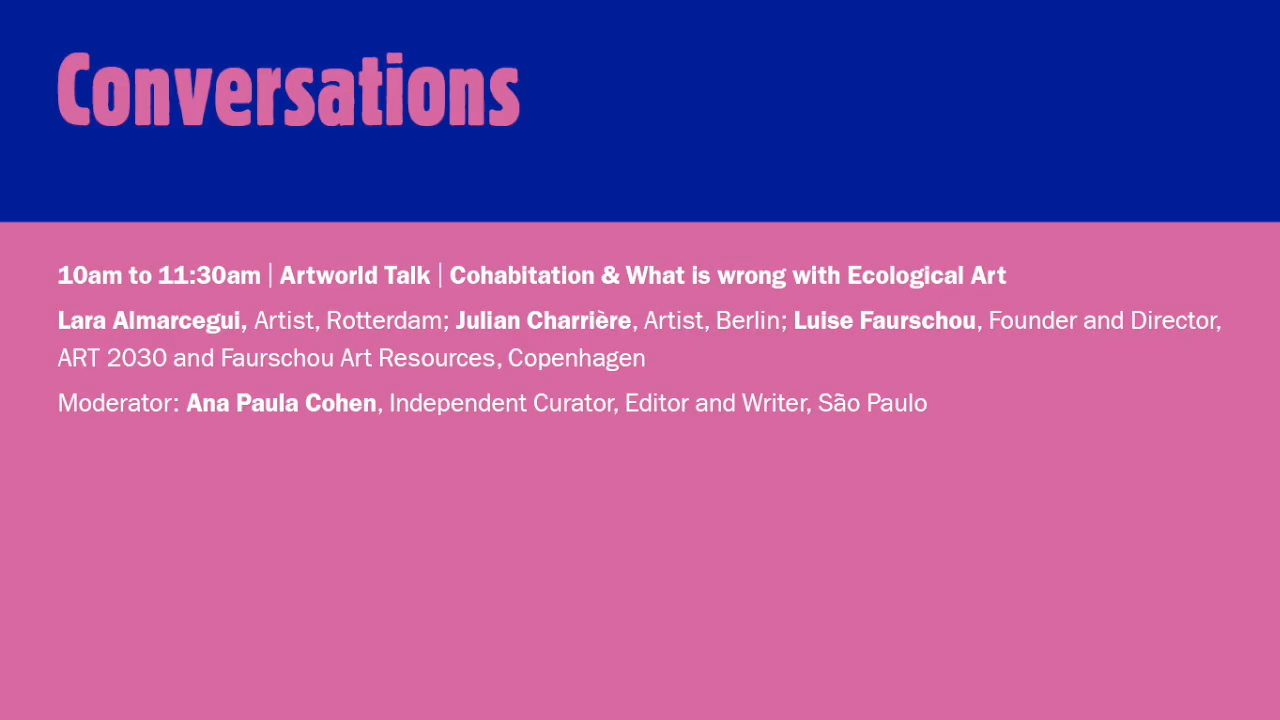 Conversations
10am to 11:30am | Artworld Talk | Cohabitation & What is wrong with Ecological Art
Lara Almarcegui, Artist, Rotterdam; Julian Charrière, Artist, Berlin; Luise Faurschou, Founder and Director,
ART 2030 and Faurschou Art Resources, Copenhagen
Moderator: Ana Paula Cohen, Independent Curator, Editor and Writer, São Paulo